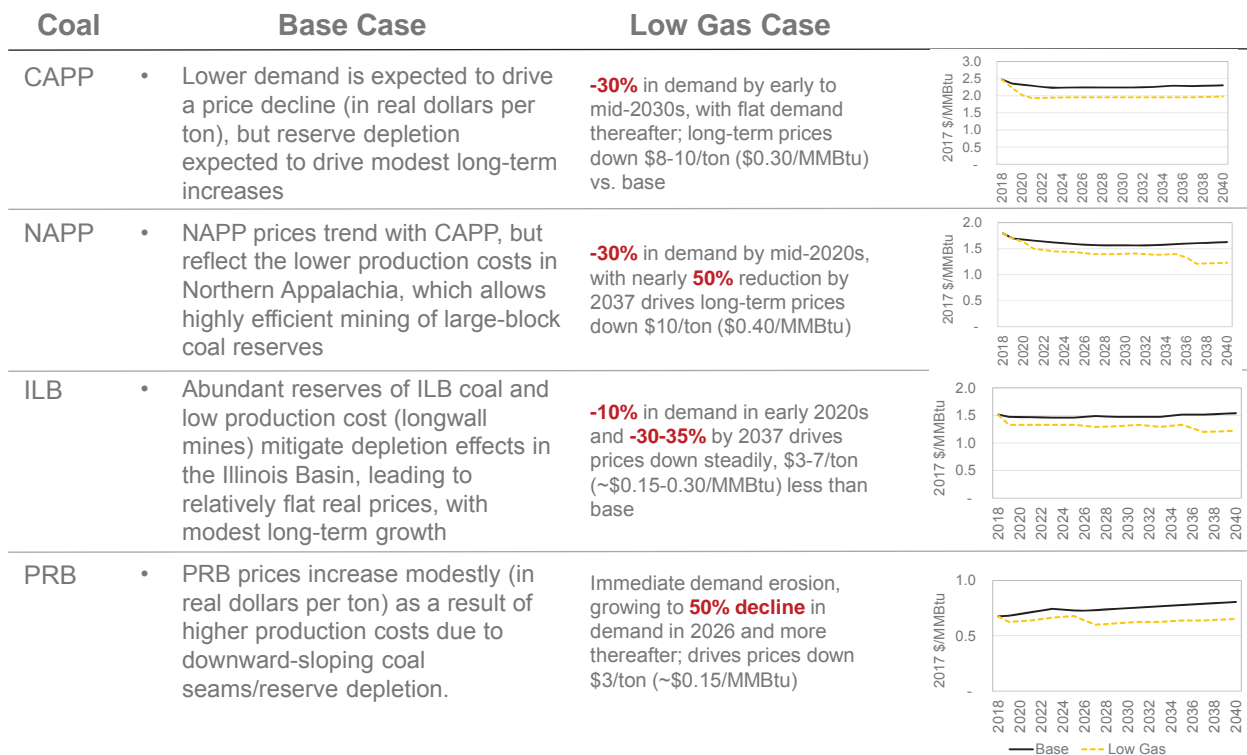 Coal
Base Case
Low Gas Case
CAPP
• Lower demand is expected to drive
a price decline (in real dollars per
ton), but reserve depletion
expected to drive modest long-term
increases
-30% in demand by early to
mid-2030s, with flat demand
thereafter; long-term prices
down $8-10/ton ($0.30/MMBtu)
vs. base
2017 $/MMBtu
3.0
2.5
2.0
1.5
1.0
0.5
-
2018
2020
2022
2024
2026
2028
2030
2032
2034
2036
2038
2040
NAPP
• NAPP prices trend with CAPP, but
reflect the lower production costs in
Northern Appalachia, which allows
highly efficient mining of large-block
coal reserves
-30% in demand by mid-2020s,
with nearly 50% reduction by
2037 drives long-term prices
down $10/ton ($0.40/MMBtu)
2017 $/MMBtu
2.0
1.5
1.0
0.5
-
2018
2020
2022
2024
2026
2028
2030
2032
2034
2036
2038
2040
ILB
• Abundant reserves of ILB coal and
low production cost (longwall
mines) mitigate depletion effects in
the Illinois Basin, leading to
relatively flat real prices, with
modest long-term growth
-10% in demand in early 2020s
and -30-35% by 2037 drives
prices down steadily, $3-7/ton
(~$0.15-0.30/MMBtu) less than
base
2017 $/MMBtu
2.0
1.5
1.0
0.5
-
2018
2020
2022
2024
2026
2028
2030
2032
2034
2036
2038
2040
PRB
• PRB prices increase modestly (in
real dollars per ton) as a result of
higher production costs due to
downward-sloping coal
seams/reserve depletion.
Immediate demand erosion,
growing to 50% decline in
demand in 2026 and more
thereafter; drives prices down
$3/ton (~$0.15/MMBtu)
2017 $/MMBtu
1.0
0.5
-
2018
2020
2022
2024
2026
2028
2030
2032
2034
2036
2038
2040
Base
Low Gas